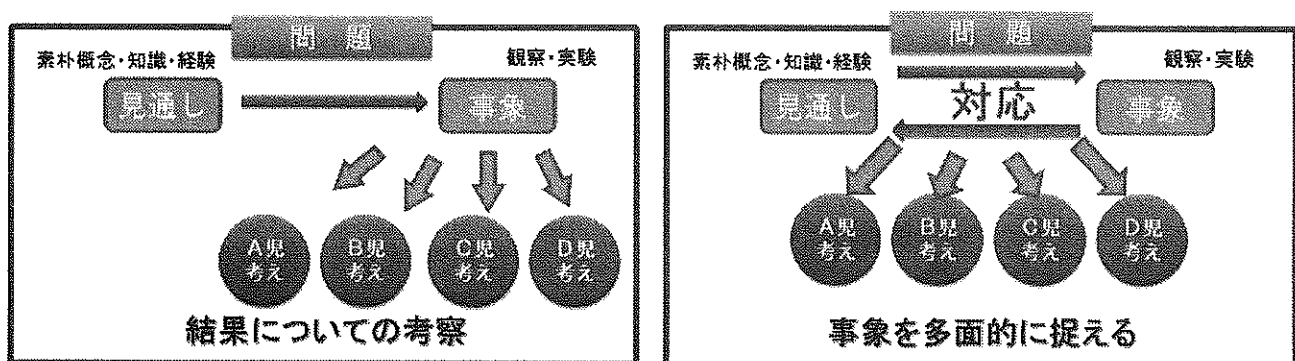 問題
素朴概念・知識・経験
観察・実験
見通し
事象
A児
考え
B児
考え
C児
考え
D児
考え
結果についての考察
問題
素朴概念・知識・経験
観察・実験
見通し
対応
事象
A児
考え
B児
考え
C児
考え
D児
考え
事象を多面的に捉える